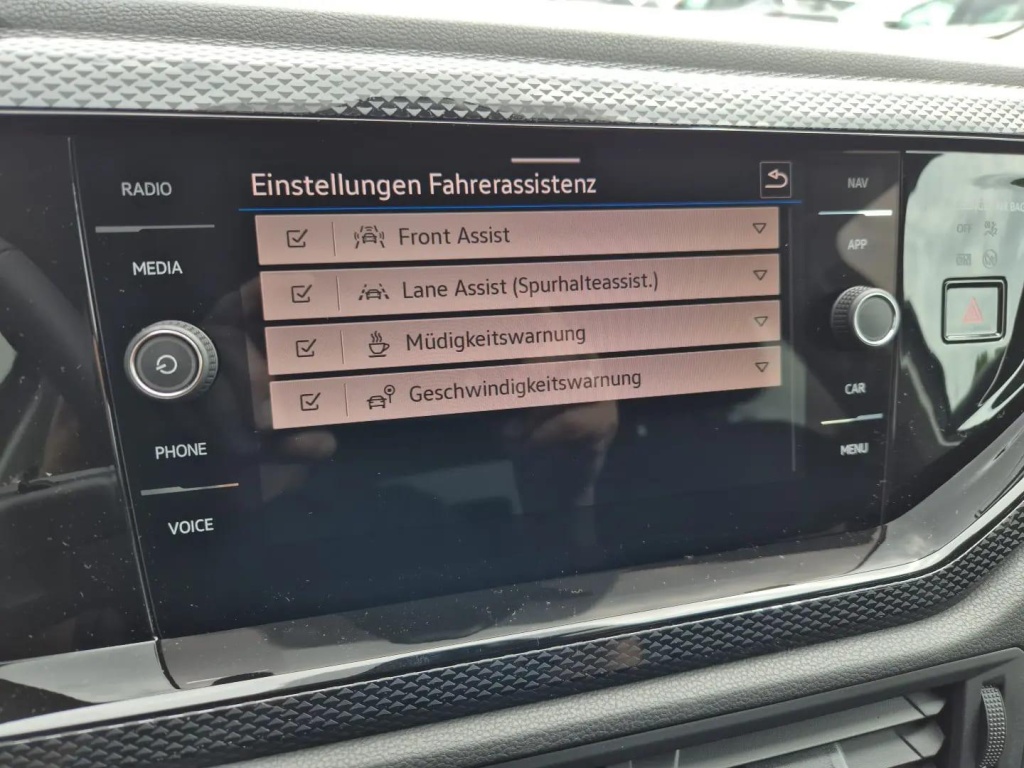 RADIO
MEDIA
PHONE
VOICE
Einstellungen Fahrerassistenz
Front Assist
Lane Assist (Spurhalteassist.)
Müdigkeitswarnung
Geschwindigkeitswarnung
NAV
APP
CAR
MENU